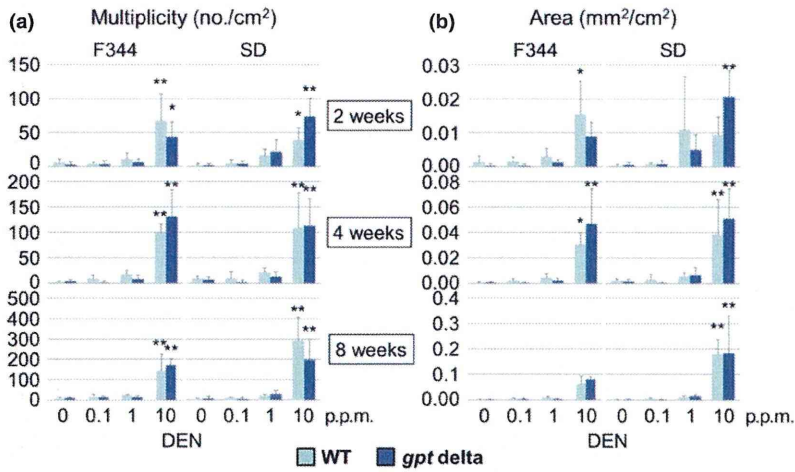 (a) Multiplicity (no./cm²)
F344 SD
150
100
50
0
** * * **
2 weeks
200
150
100
50
0
** ** ** **
4 weeks
500
400
300
200
100
0
** ** ** **
8 weeks
0 0.1 1 10 0 0.1 1 10 p.p.m.
DEN
(b) Area (mm²/cm²)
F344 SD
0.03
0.02
0.01
0.00
* **
0.08
0.06
0.04
0.02
0.00
* ** ** **
0.4
0.3
0.2
0.1
0.0
** **
0 0.1 1 10 0 0.1 1 10 p.p.m.
DEN
WT gpt delta